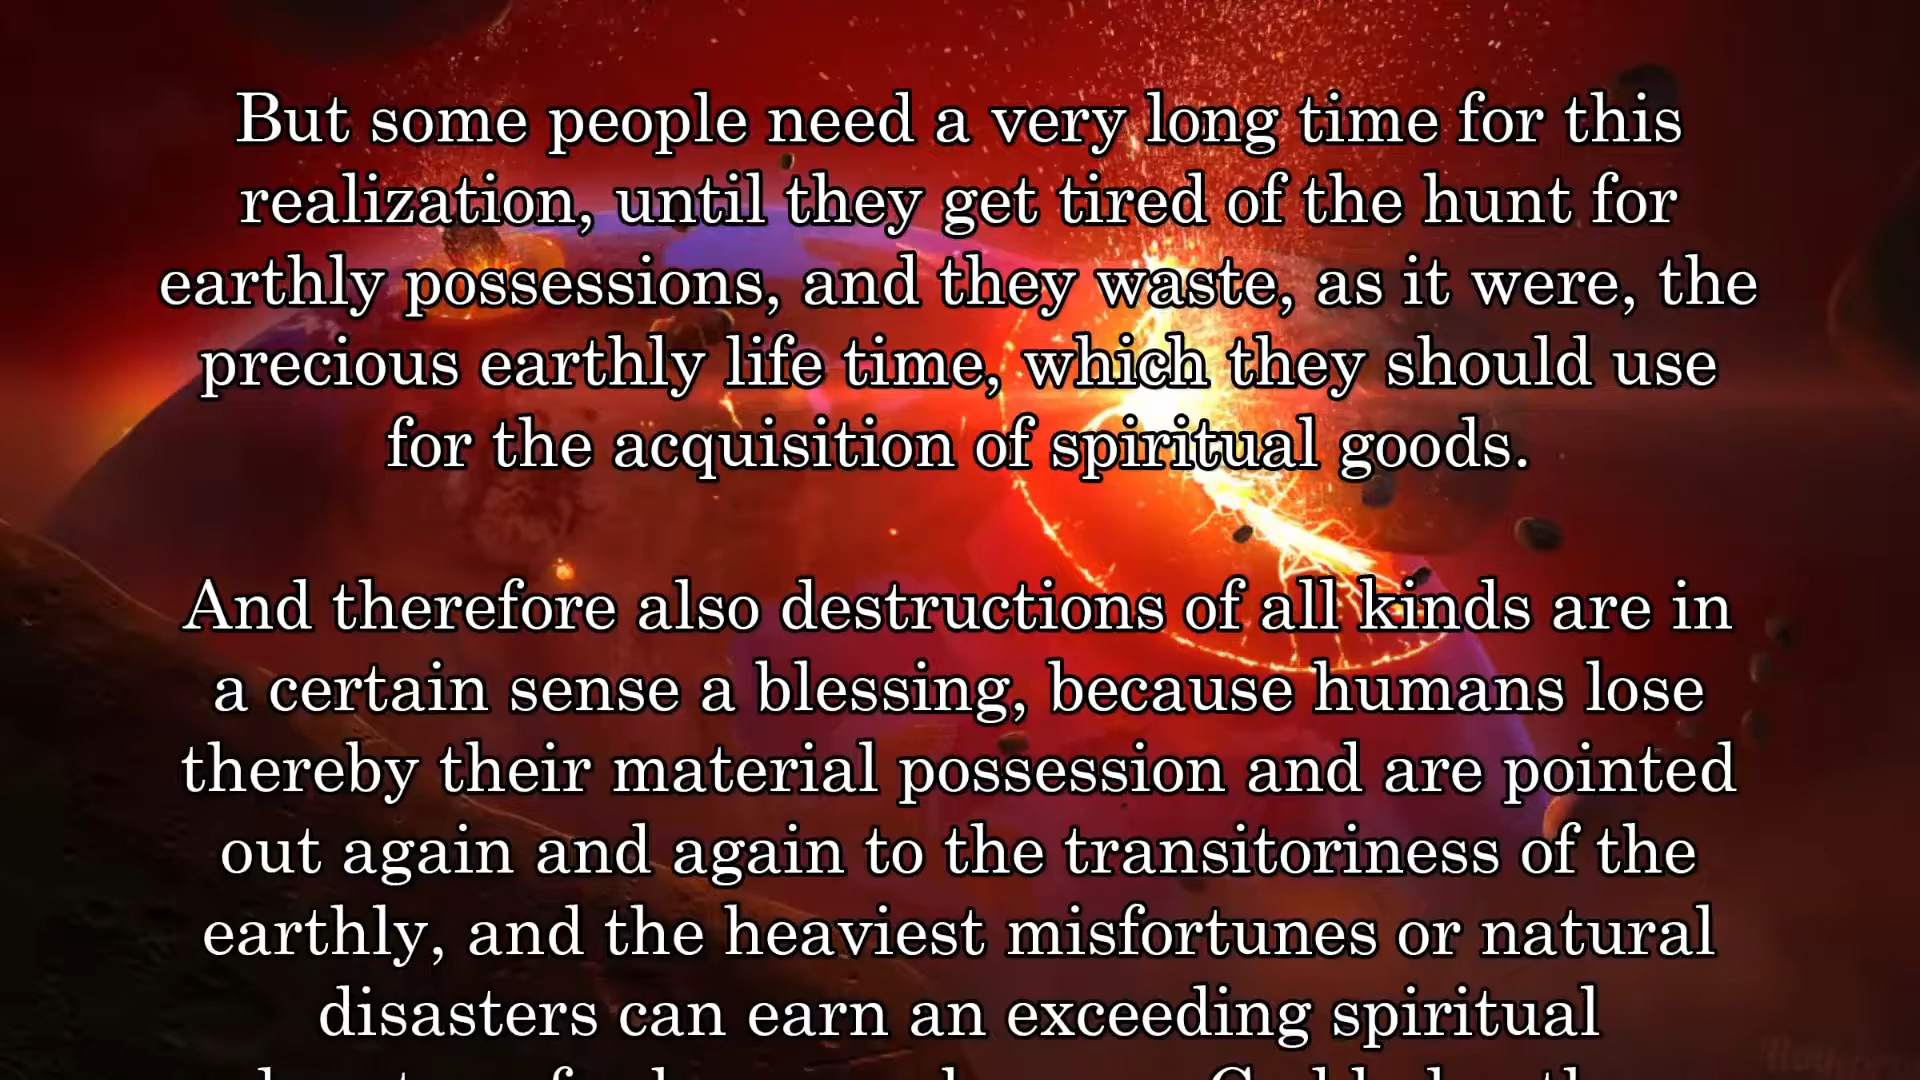 But some people need a very long time for this
realization, until they get tired of the hunt for
earthly possessions, and they waste, as it were, the
precious earthly life time, which they should use
for the acquisition of spiritual goods.
And therefore also destructions of all kinds are in
a certain sense a blessing, because humans lose
thereby their material possession and are pointed
out again and again to the transitoriness of the
earthly, and the heaviest misfortunes or natural
disasters can earn an exceeding spiritual